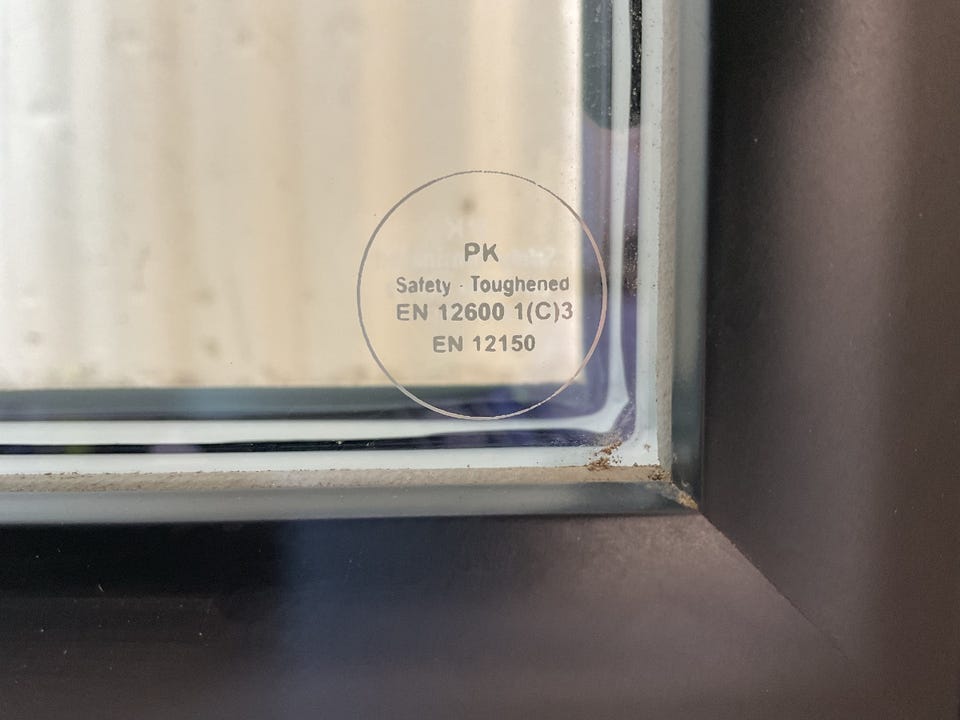 PK
Safety · Toughened
EN 12600 1(C)3
EN 12150